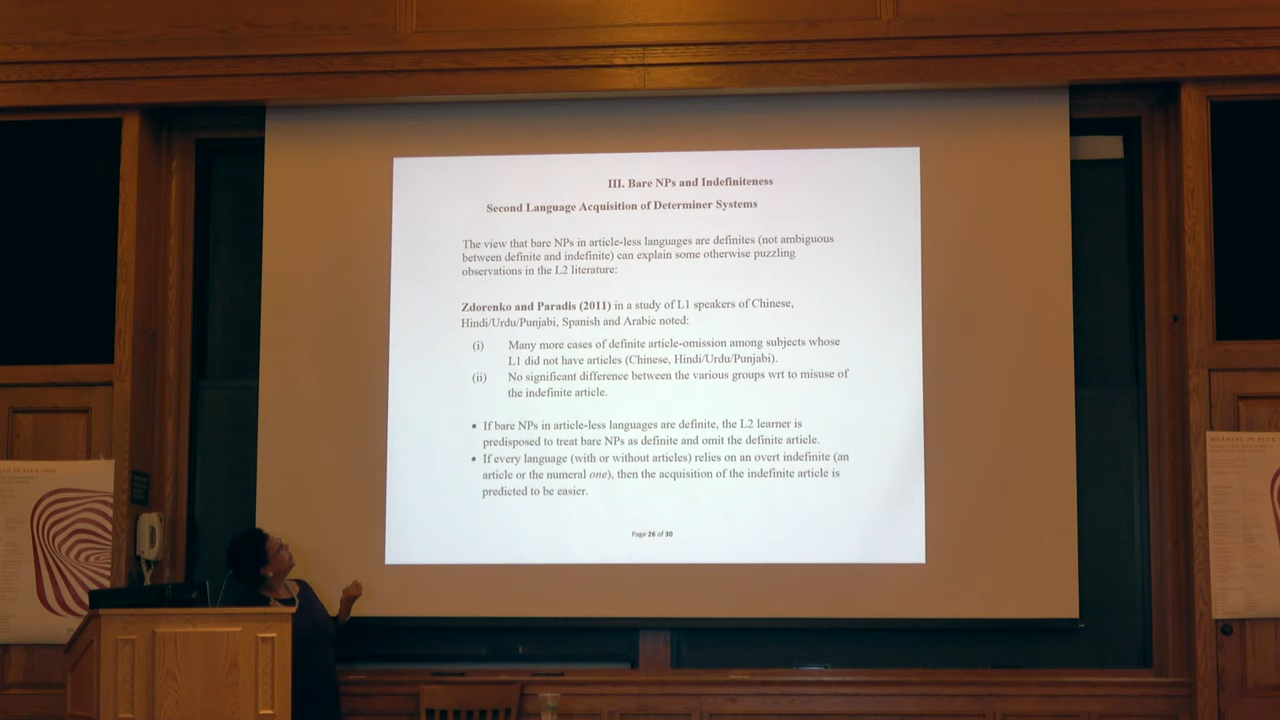 III. Bare NPs and Indefiniteness
Second Language Acquisition of Determiner Systems
The view that bare NPs in article-less languages are definites (not ambiguous
between definite and indefinite) can explain some otherwise puzzling
observations in the L2 literature:
Zdorenko and Paradis (2011) in a study of L1 speakers of Chinese,
Hindi/Urdu/Punjabi, Spanish and Arabic noted:
(i) Many more cases of definite article-omission among subjects whose
L1 did not have articles (Chinese, Hindi/Urdu/Punjabi).
(ii) No significant difference between the various groups wrt to misuse of
the indefinite article.
• If bare NPs in article-less languages are definite, the L2 learner is
predisposed to treat bare NPs as definite and omit the definite article.
• If every language (with or without articles) relies on an overt indefinite (an
article or the numeral one), then the acquisition of the indefinite article is
predicted to be easier.
Page 26 of 30
MEANING IN FLUX